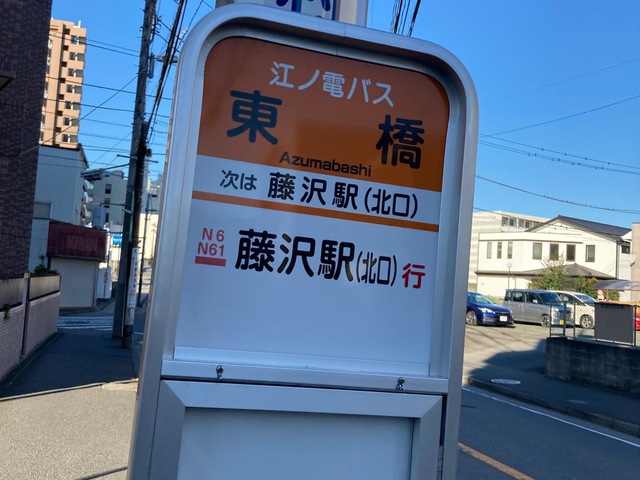 江ノ電バス
東橋
Azumabashi
次は 藤沢駅(北口)
N6
N61
藤沢駅(北口)行